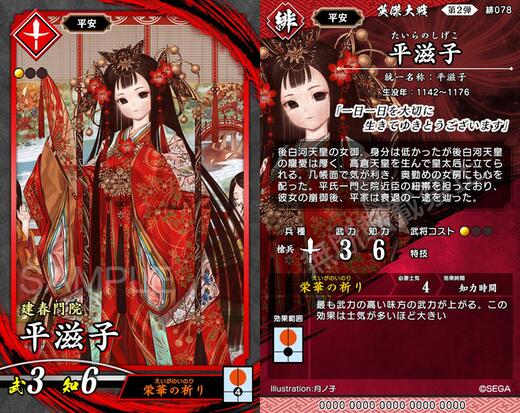 平安
SAMPLE
建春門院
平滋子
武3 知6
えいがのいのり
栄華の祈り
4
緋
平安
英傑大戦
第2弾
緋078
たいらのしげこ
平滋子
統一名称:平滋子
生没年:1142〜1176
「一日一日を大切に
生きてゆきとうございます」
後白河天皇の女御。身分は低かったが後白河天皇
の寵愛は厚く、高倉天皇を生んで皇太后に立てら
れる。几帳面で気が利き、奥勤めの女房にも心を
配った。平氏一門と院近臣の紐帯を担っており、
彼女の崩御後、平家は衰退の一途を辿った。
兵種 武力 知力 武将コスト
槍兵 3 6
特技
えいがのいのり 必要士気 効果時間
栄華の祈り 4 知力時間
効果範囲
最も武力の高い味方の武力が上がる。この
効果は士気が多いほど大きい
Illustration:月ノ子
©SEGA
0000-0000-0000-0000-0000